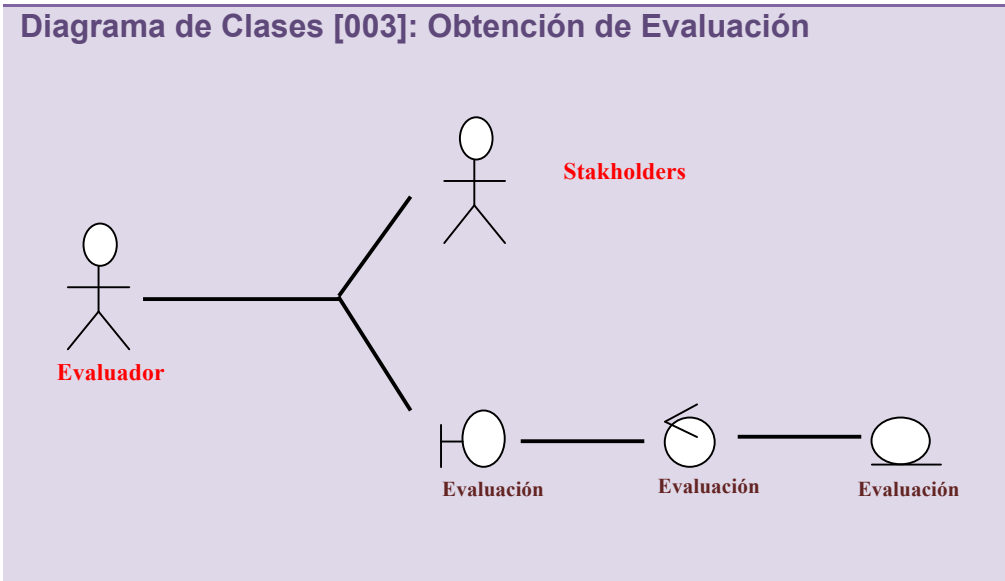 Diagrama de Clases [003]: Obtención de Evaluación
Stakholders
Evaluador
Evaluación
Evaluación
Evaluación